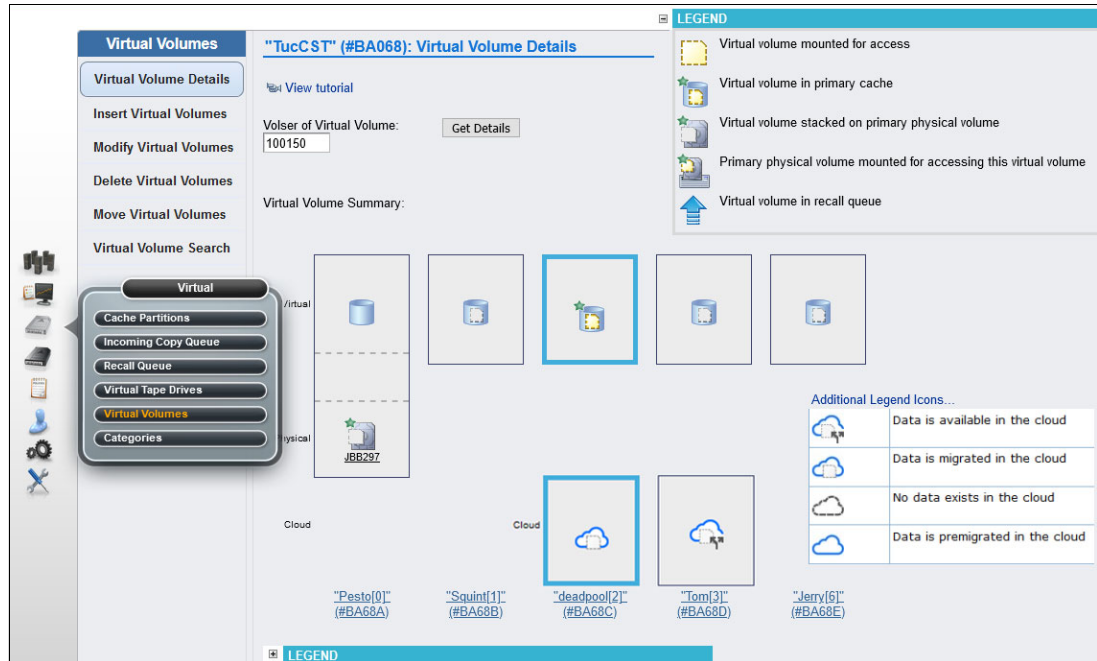 LEGEND
Virtual volume mounted for access
Virtual volume in primary cache
Virtual volume stacked on primary physical volume
Primary physical volume mounted for accessing this virtual volume
Virtual volume in recall queue
Virtual Volumes
Virtual Volume Details
Insert Virtual Volumes
Modify Virtual Volumes
Delete Virtual Volumes
Move Virtual Volumes
Virtual Volume Search
Virtual
Cache Partitions
Incoming Copy Queue
Recall Queue
Virtual Tape Drives
Virtual Volumes
Categories
"TucCST" (#BA068): Virtual Volume Details
View tutorial
Volser of Virtual Volume:
100150
Get Details
Virtual Volume Summary:
JBB297
Cloud
Cloud
"Pesto[0]"
(#BA68A)
"Squint[1]"
(#BA68B)
"deadpool[2]"
(#BA68C)
"Tom[3]"
(#BA68D)
"Jerry[6]"
(#BA68E)
Additional Legend Icons...
Data is available in the cloud
Data is migrated in the cloud
No data exists in the cloud
Data is premigrated in the cloud
LEGEND